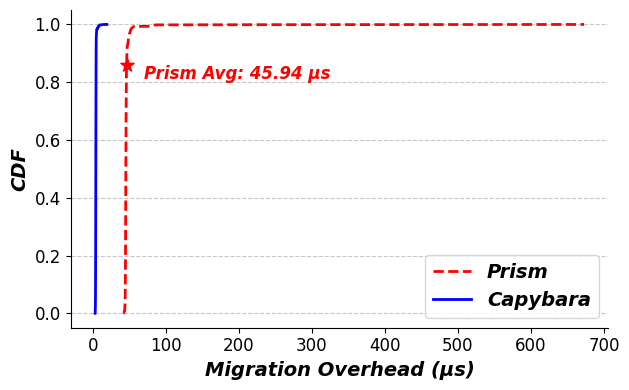 1.0
0.8
0.6
0.4
0.2
0.0
CDF
Prism Avg: 45.94 μs
Prism
Capybara
0 100 200 300 400 500 600 700
Migration Overhead (μs)